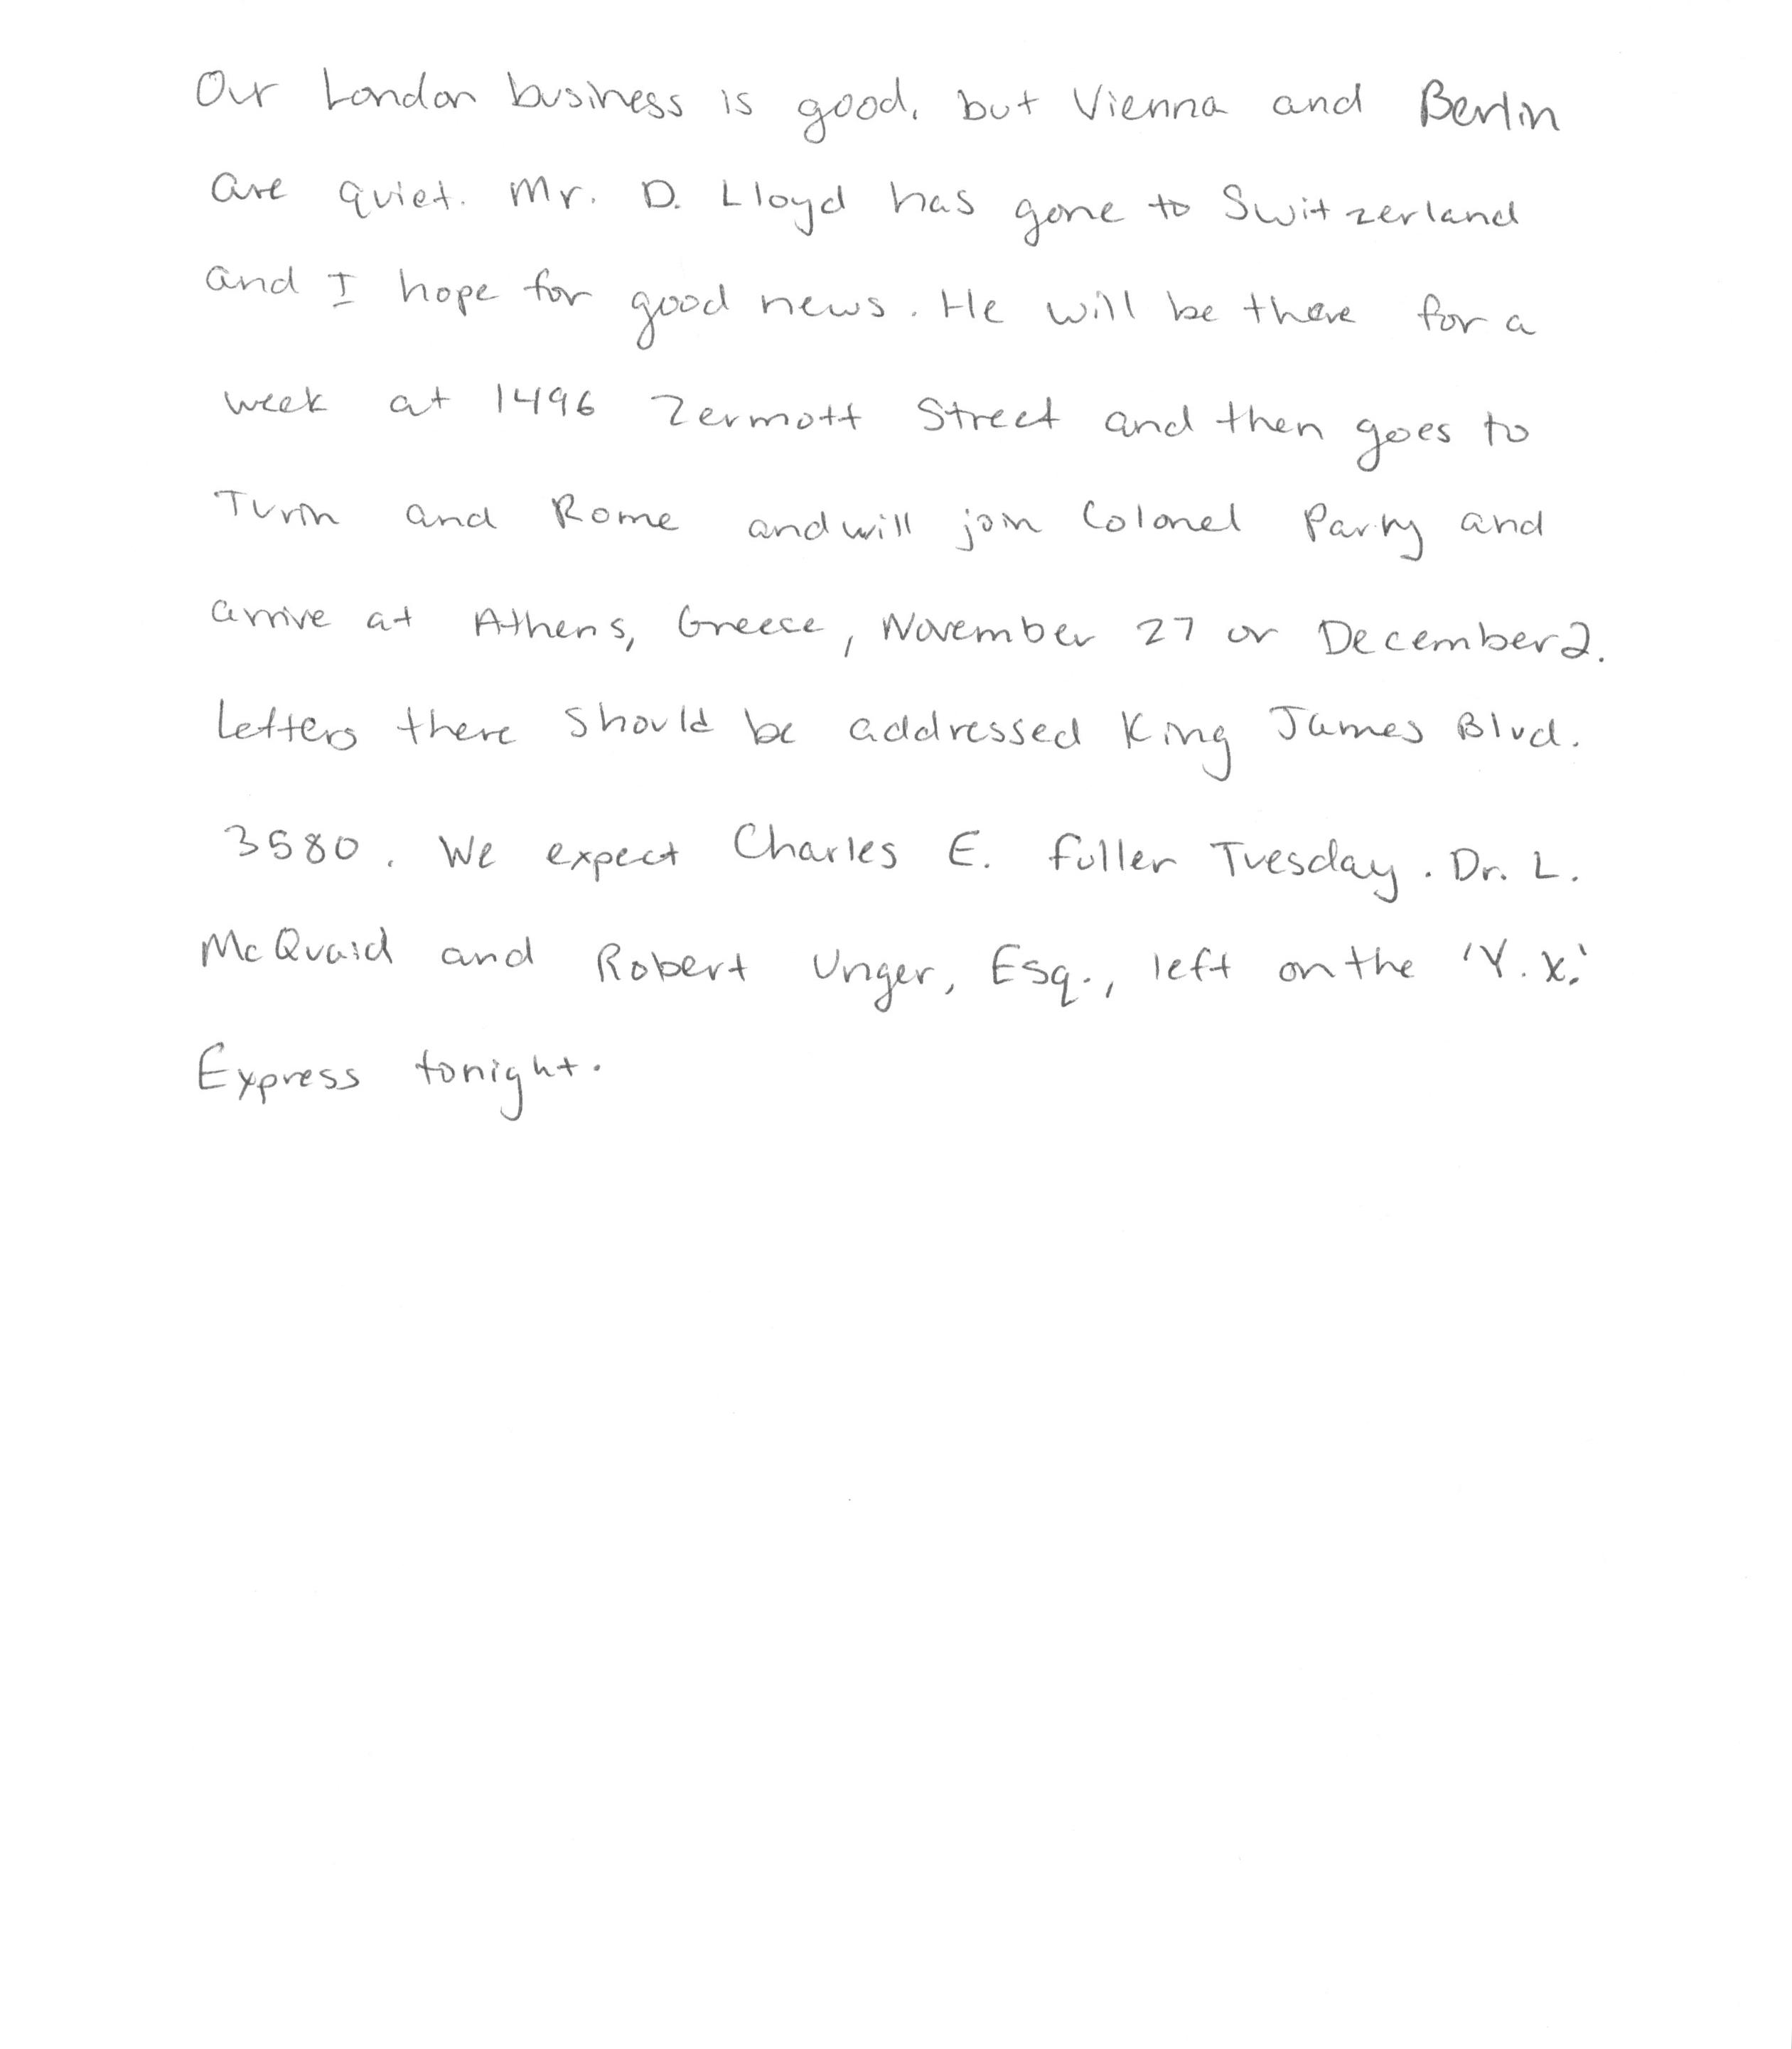 Our London business is good, but Vienna and Berlin
are quiet. Mr. D. Lloyd has gone to Switzerland
and I hope for good news. He will be there for a
week at 1496 Zermott Street and then goes to
Turin and Rome and will join Colonel Parry and
arrive at Athens, Greece, November 27 or December 2.
Letters there should be addressed King James Blvd.
3580. We expect Charles E. Fuller Tuesday. Dr. L.
McQuaid and Robert Unger, Esq., left on the 'Y.X.'
Express tonight.